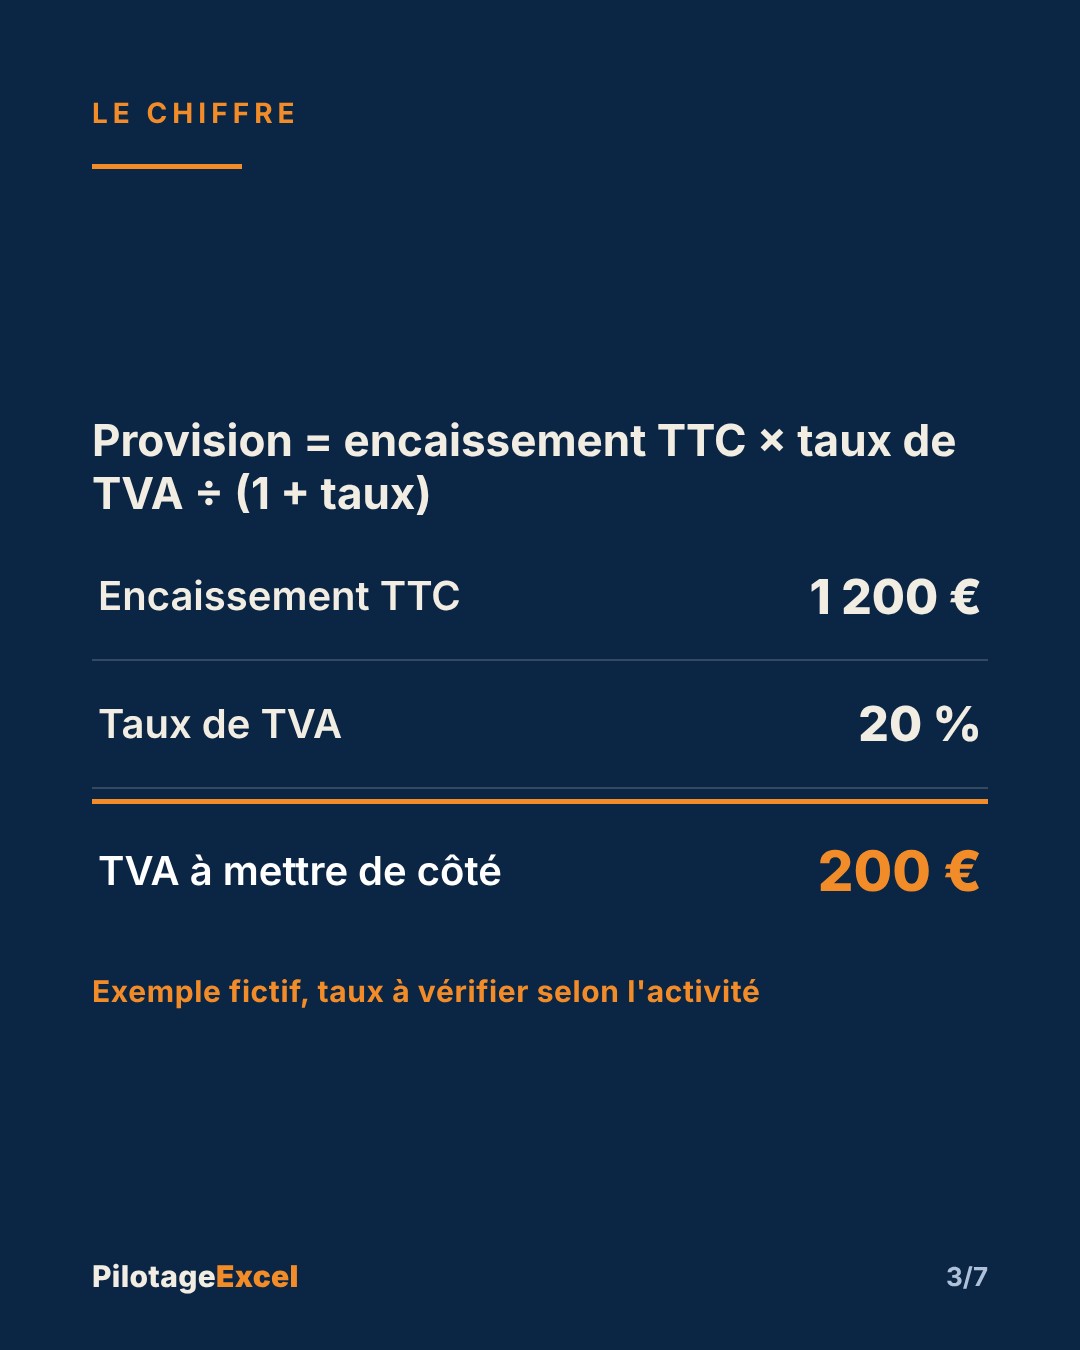 LE CHIFFRE
Provision = encaissement TTC × taux de
TVA ÷ (1 + taux)
Encaissement TTC 1 200 €
Taux de TVA 20 %
TVA à mettre de côté 200 €
Exemple fictif, taux à vérifier selon l'activité
PilotageExcel 3/7